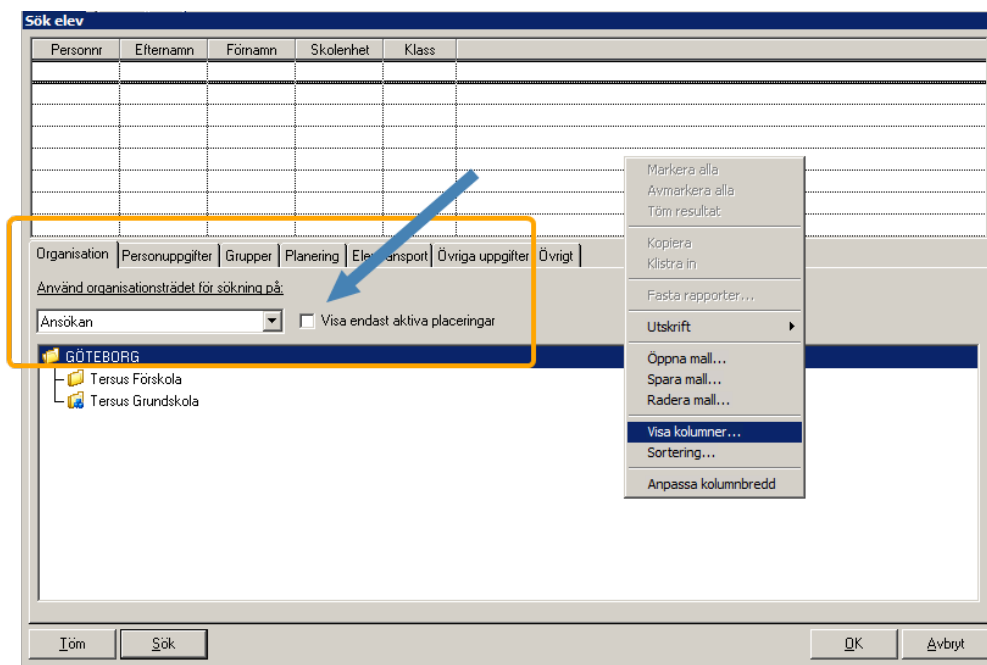 Sök elev
Personnr Efternamn Förnamn Skolenhet Klass
Markera alla
Avmarkera alla
Töm resultat
Kopiera
Klistra in
Fasta rapporter...
Utskrift
Öppna mall...
Spara mall...
Radera mall...
Visa kolumner...
Sortering...
Anpassa kolumnbredd
Organisation Personuppgifter Grupper Planering Övriga uppgifter Övrigt
Använd organisationsträdet för sökning på:
Ansökan Visa endast aktiva placeringar
GÖTEBORG
Tersus Förskola
Tersus Grundskola
Töm Sök OK Avbryt